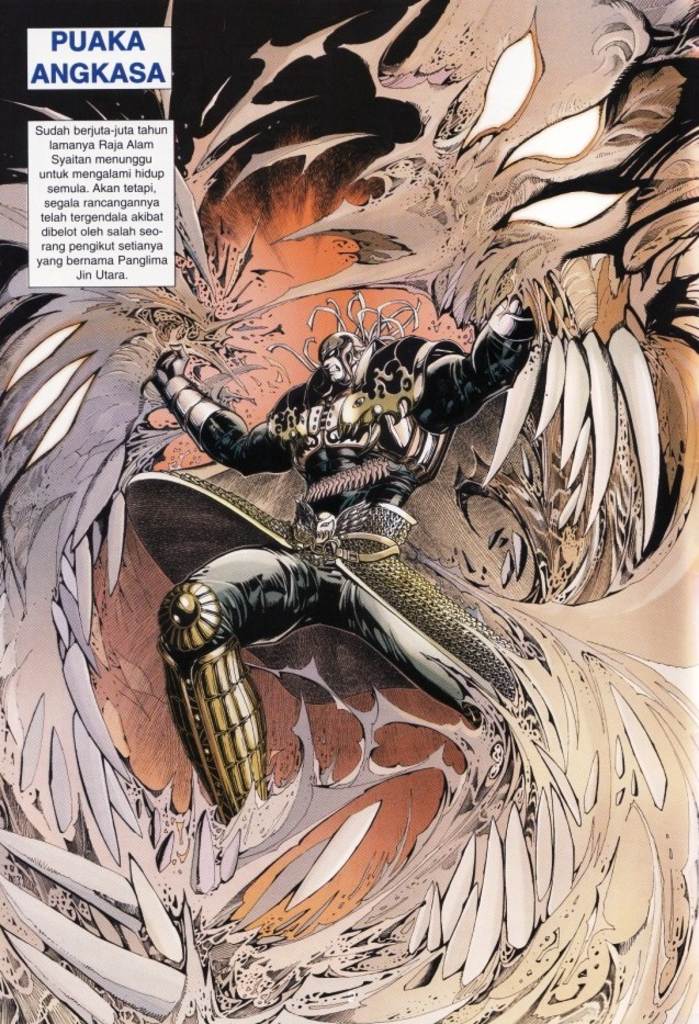 PUAKA
ANGKASA
Sudah berjuta-juta tahun
lamanya Raja Alam
Syaitan menunggu
untuk mengalami hidup
semula. Akan tetapi,
segala rancangannya
telah tergendala akibat
dibelot oleh salah seo-
rang pengikut setianya
yang bernama Panglima
Jin Utara.